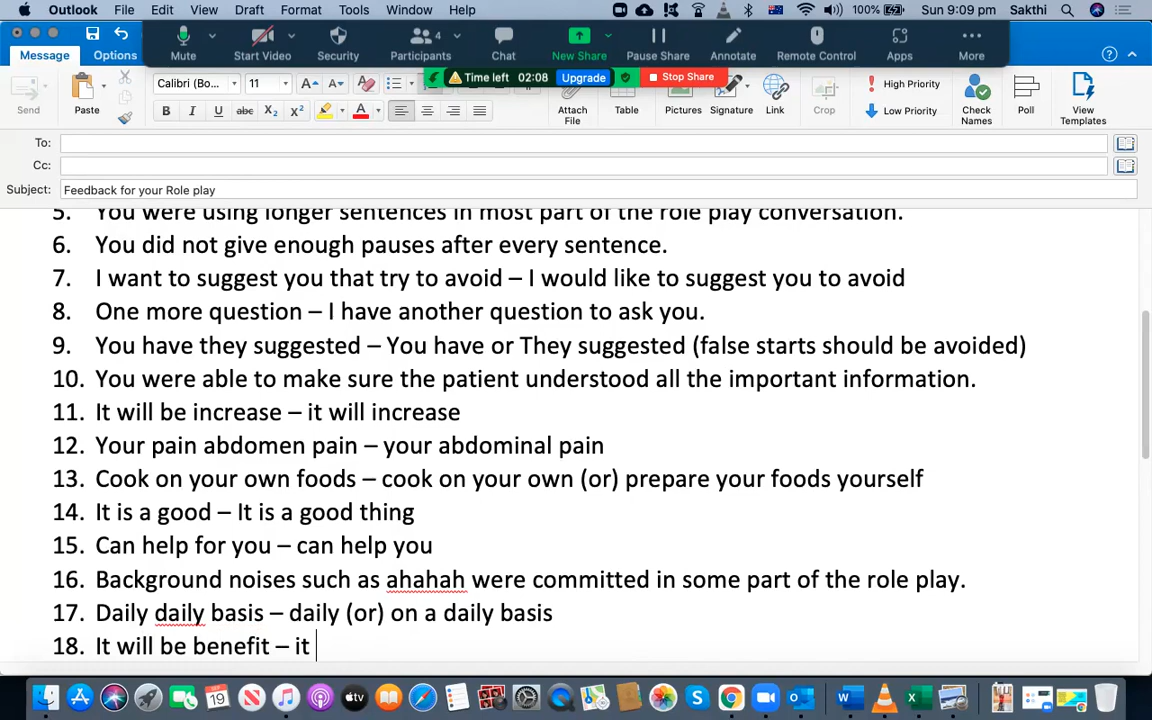 Outlook File Edit View Draft Format Tools Window Help 100% Sun 9:09 pm Sakthi
Mute Start Video Security Participants 4 Chat New Share Pause Share Annotate Remote Control Apps More
Message Options
Time left 02:08 Upgrade Stop Share
Send Paste Calibri (Bo... 11 A A
B I U abc X₂ X² A
Attach File Table Pictures Signature Link Crop High Priority Low Priority Check Names Poll View Templates
To:
Cc:
Subject: Feedback for your Role play
5. You were using longer sentences in most part of the role play conversation.
6. You did not give enough pauses after every sentence.
7. I want to suggest you that try to avoid – I would like to suggest you to avoid
8. One more question – I have another question to ask you.
9. You have they suggested – You have or They suggested (false starts should be avoided)
10. You were able to make sure the patient understood all the important information.
11. It will be increase – it will increase
12. Your pain abdomen pain – your abdominal pain
13. Cook on your own foods – cook on your own (or) prepare your foods yourself
14. It is a good – It is a good thing
15. Can help for you – can help you
16. Background noises such as ahahah were committed in some part of the role play.
17. Daily daily basis – daily (or) on a daily basis
18. It will be benefit – it